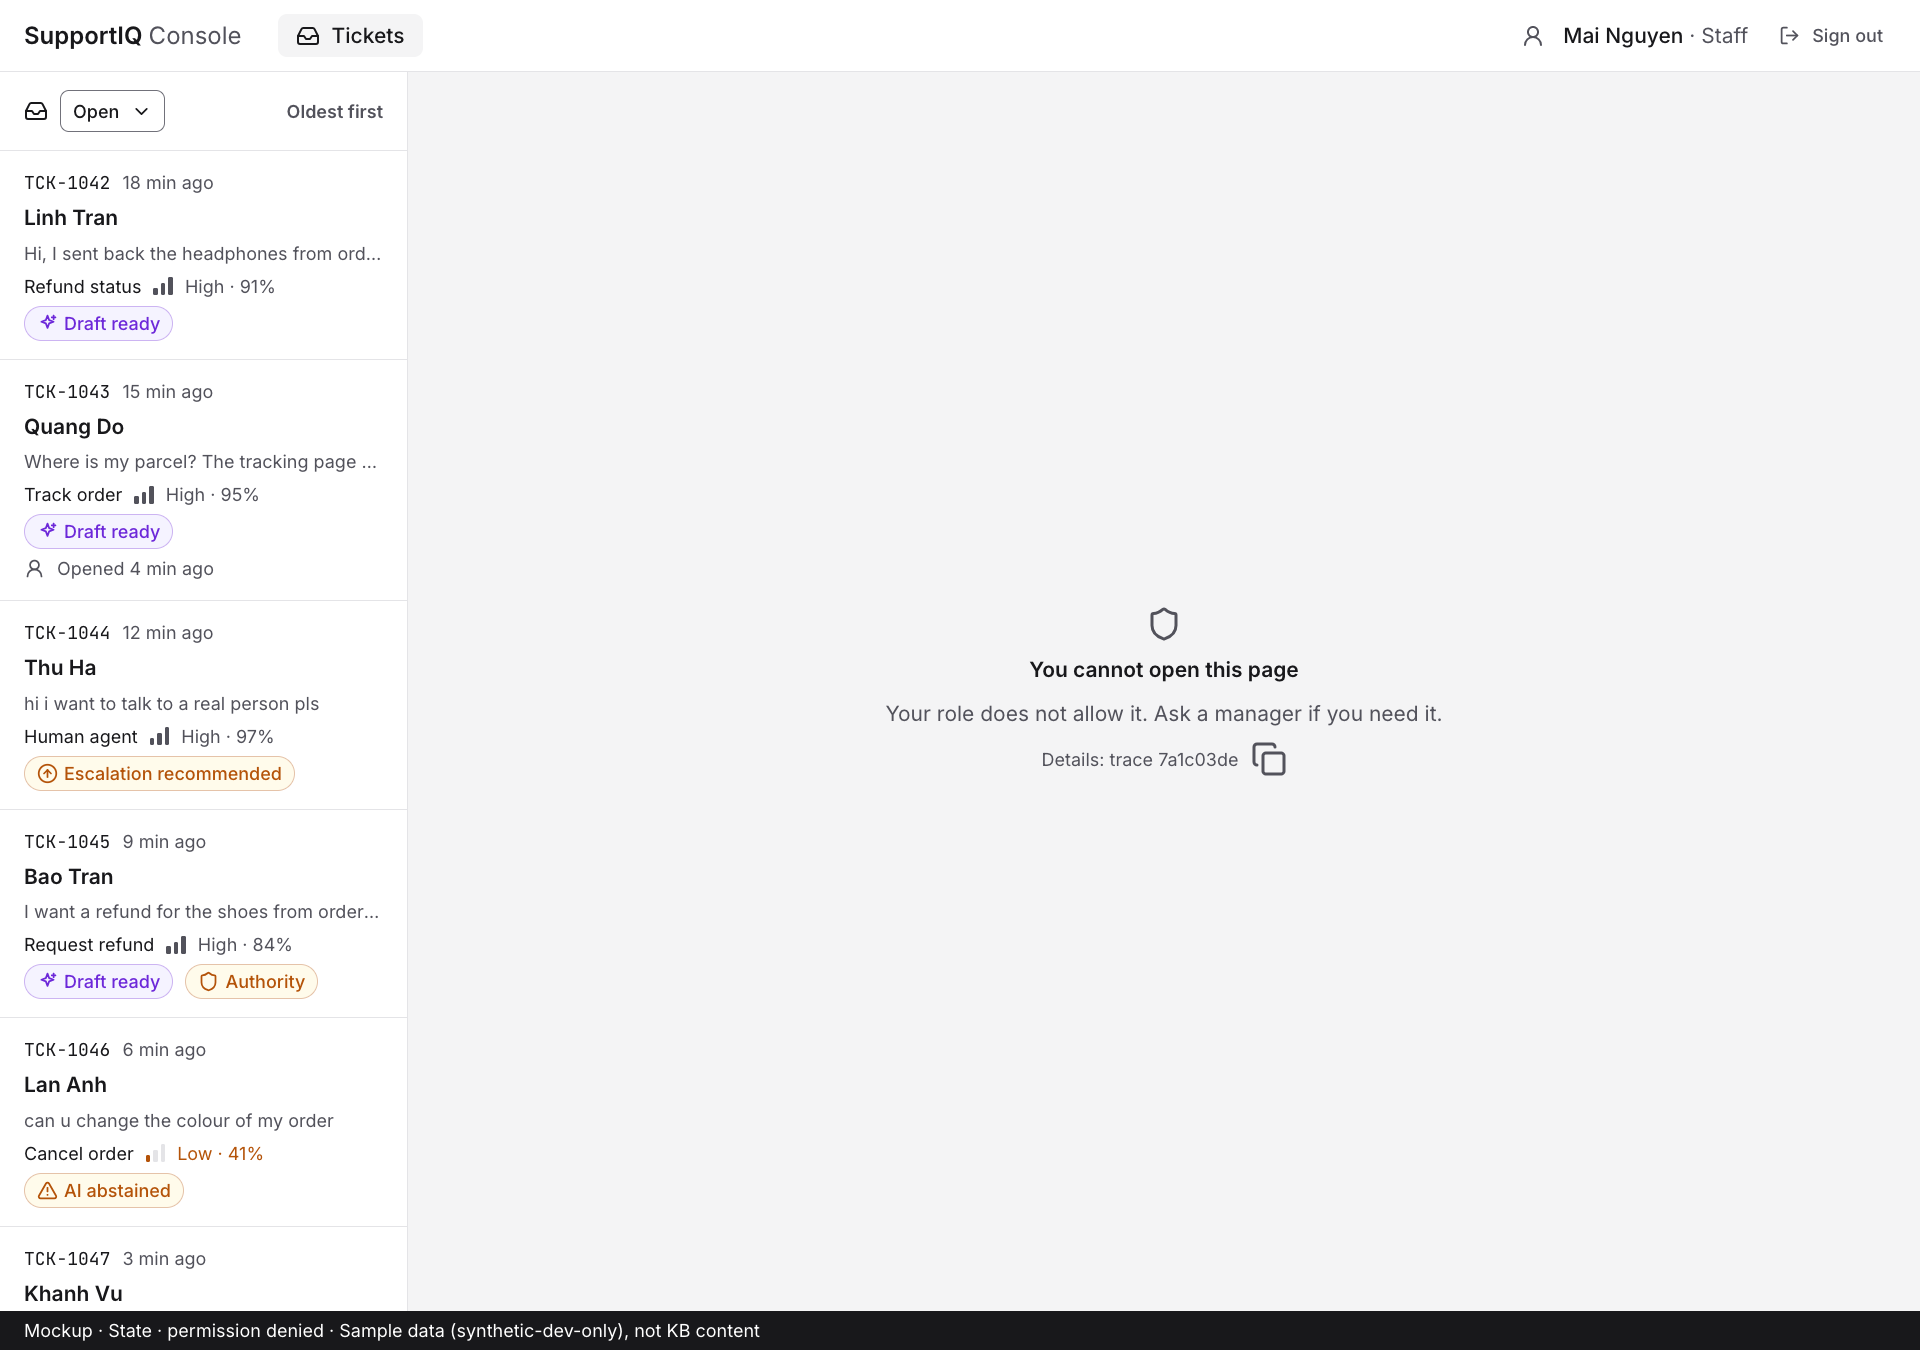 SupportIQ Console
Tickets
Mai Nguyen · Staff
Sign out
Open
Oldest first
TCK-1042 18 min ago
Linh Tran
Hi, I sent back the headphones from ord...
Refund status High · 91%
Draft ready
TCK-1043 15 min ago
Quang Do
Where is my parcel? The tracking page ...
Track order High · 95%
Draft ready
Opened 4 min ago
TCK-1044 12 min ago
Thu Ha
hi i want to talk to a real person pls
Human agent High · 97%
Escalation recommended
TCK-1045 9 min ago
Bao Tran
I want a refund for the shoes from order...
Request refund High · 84%
Draft ready Authority
TCK-1046 6 min ago
Lan Anh
can u change the colour of my order
Cancel order Low · 41%
AI abstained
TCK-1047 3 min ago
Khanh Vu
You cannot open this page
Your role does not allow it. Ask a manager if you need it.
Details: trace 7a1c03de
Mockup · State · permission denied · Sample data (synthetic-dev-only), not KB content